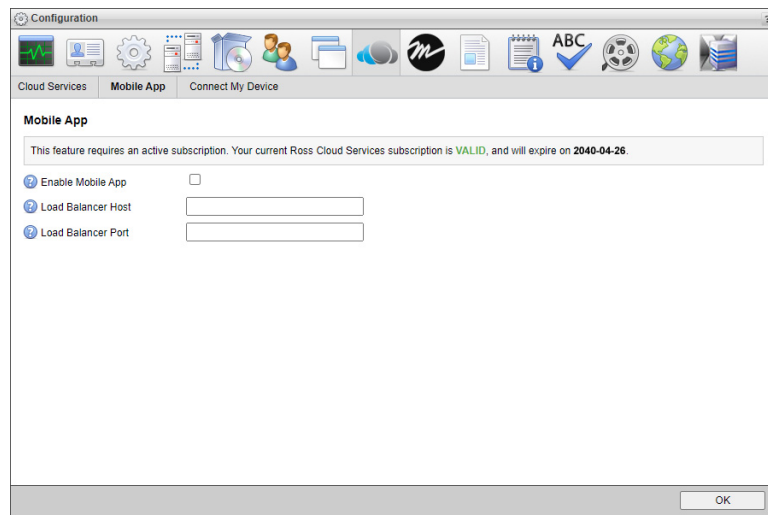 Configuration
ABC
Cloud Services Mobile App Connect My Device
Mobile App
This feature requires an active subscription. Your current Ross Cloud Services subscription is VALID, and will expire on 2040-04-26.
Enable Mobile App
Load Balancer Host
Load Balancer Port
OK